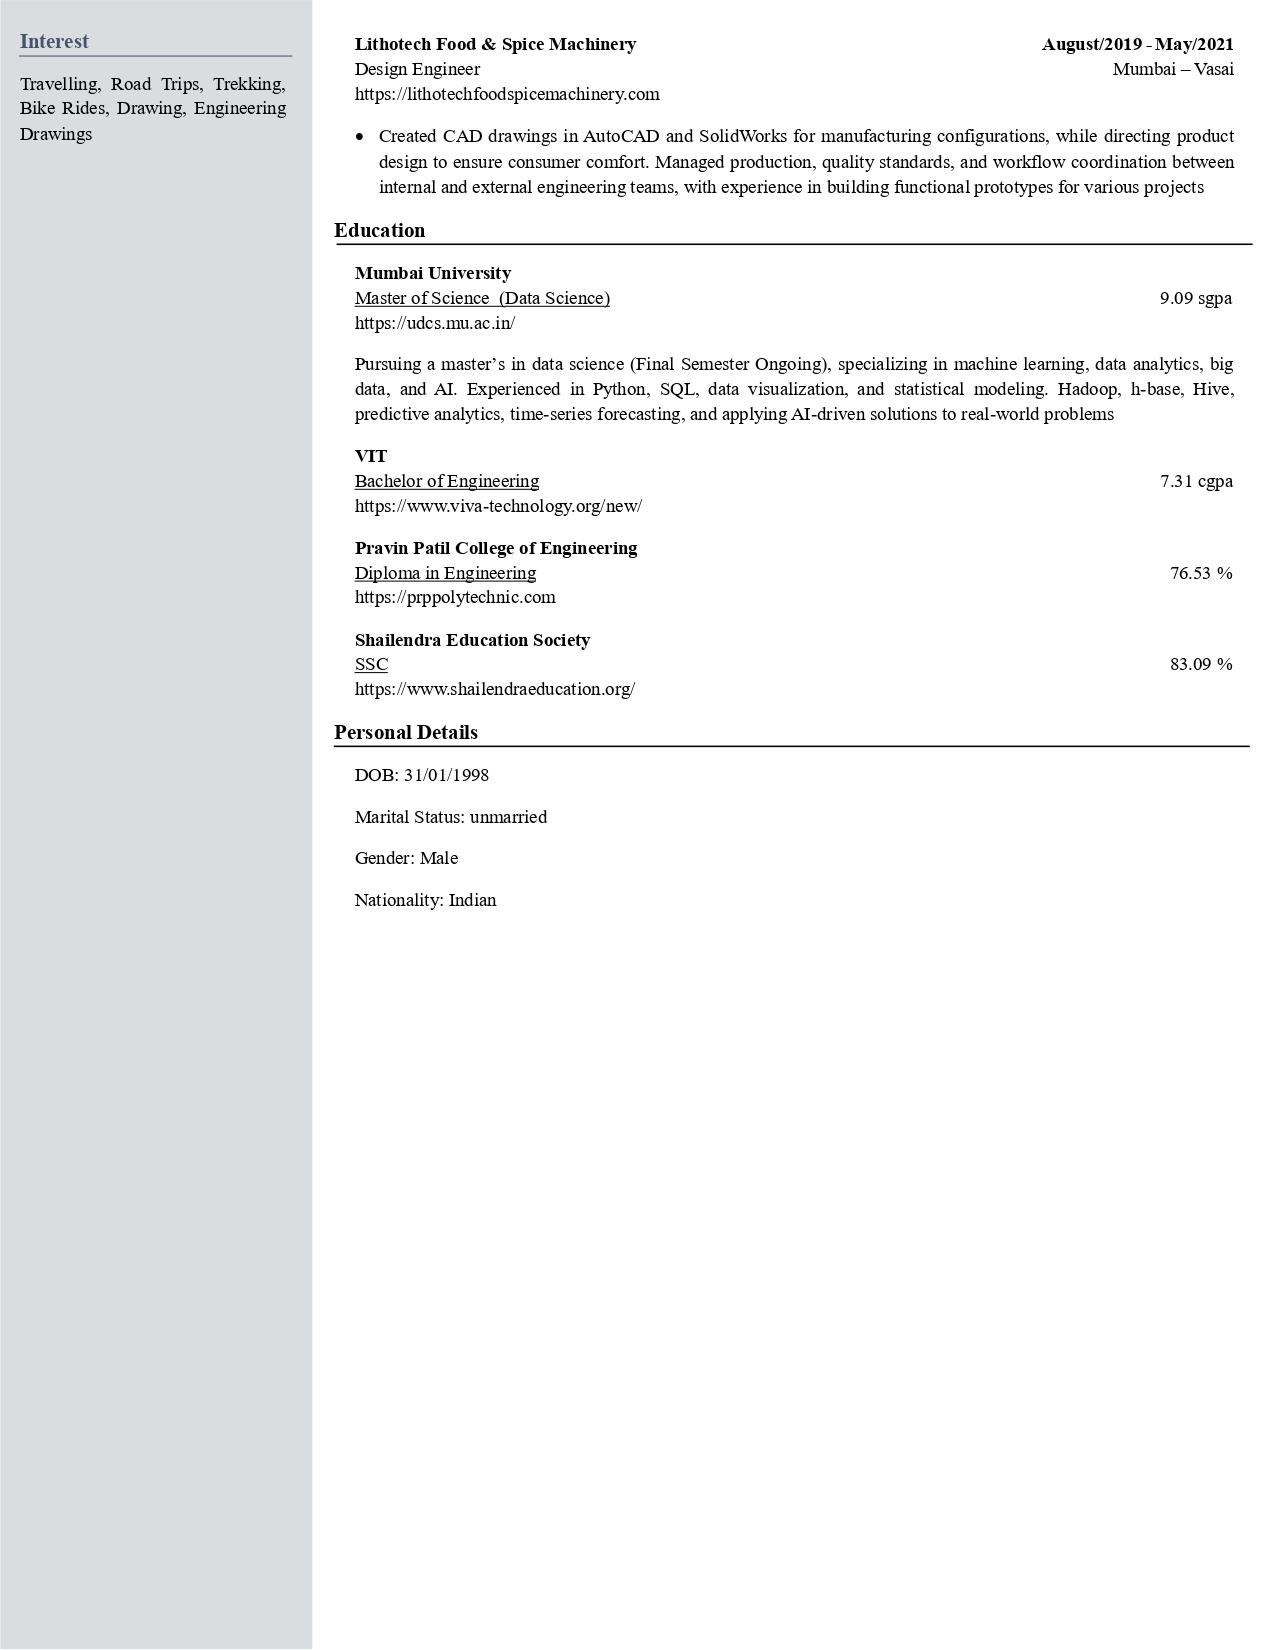 Interest
Travelling, Road Trips, Trekking,
Bike Rides, Drawing, Engineering
Drawings
Lithotech Food & Spice Machinery August/2019 - May/2021
Design Engineer Mumbai – Vasai
https://lithotechfoodspicemachinery.com
• Created CAD drawings in AutoCAD and SolidWorks for manufacturing configurations, while directing product
design to ensure consumer comfort. Managed production, quality standards, and workflow coordination between
internal and external engineering teams, with experience in building functional prototypes for various projects
Education
Mumbai University
Master of Science (Data Science) 9.09 sgpa
https://udcs.mu.ac.in/
Pursuing a master’s in data science (Final Semester Ongoing), specializing in machine learning, data analytics, big
data, and AI. Experienced in Python, SQL, data visualization, and statistical modeling. Hadoop, h-base, Hive,
predictive analytics, time-series forecasting, and applying AI-driven solutions to real-world problems
VIT
Bachelor of Engineering 7.31 cgpa
https://www.viva-technology.org/new/
Pravin Patil College of Engineering
Diploma in Engineering 76.53 %
https://prppolytechnic.com
Shailendra Education Society
SSC 83.09 %
https://www.shailendraeducation.org/
Personal Details
DOB: 31/01/1998
Marital Status: unmarried
Gender: Male
Nationality: Indian